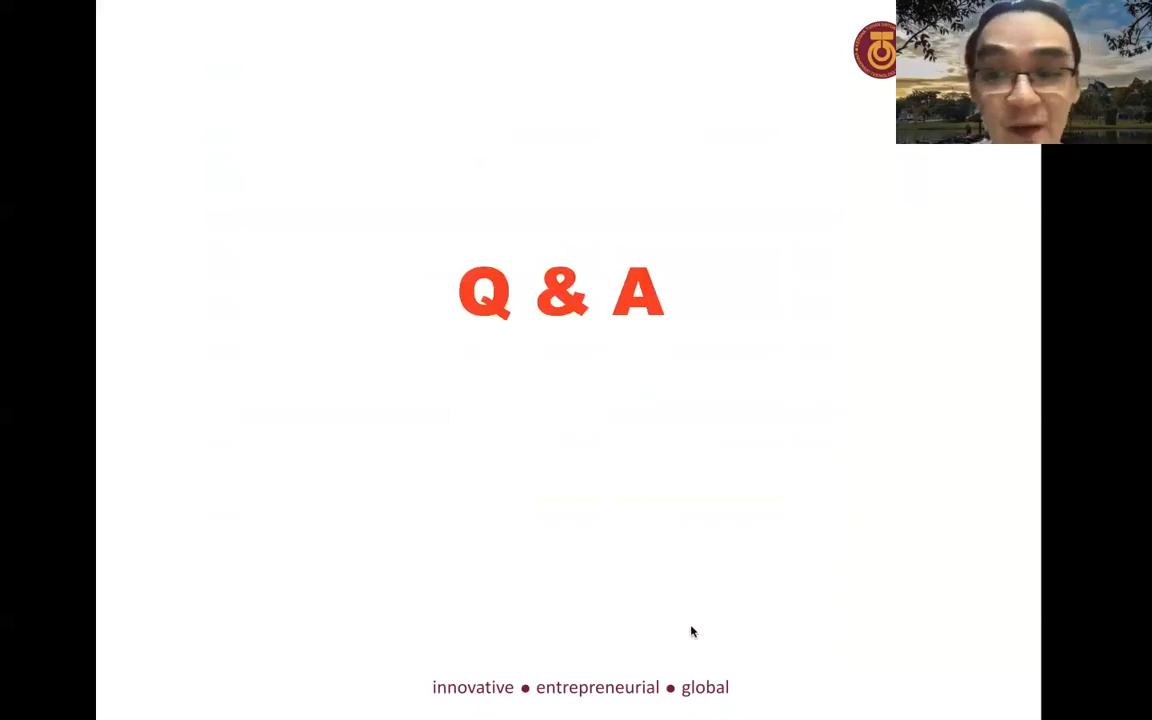 Q & A
innovative ● entrepreneurial ● global